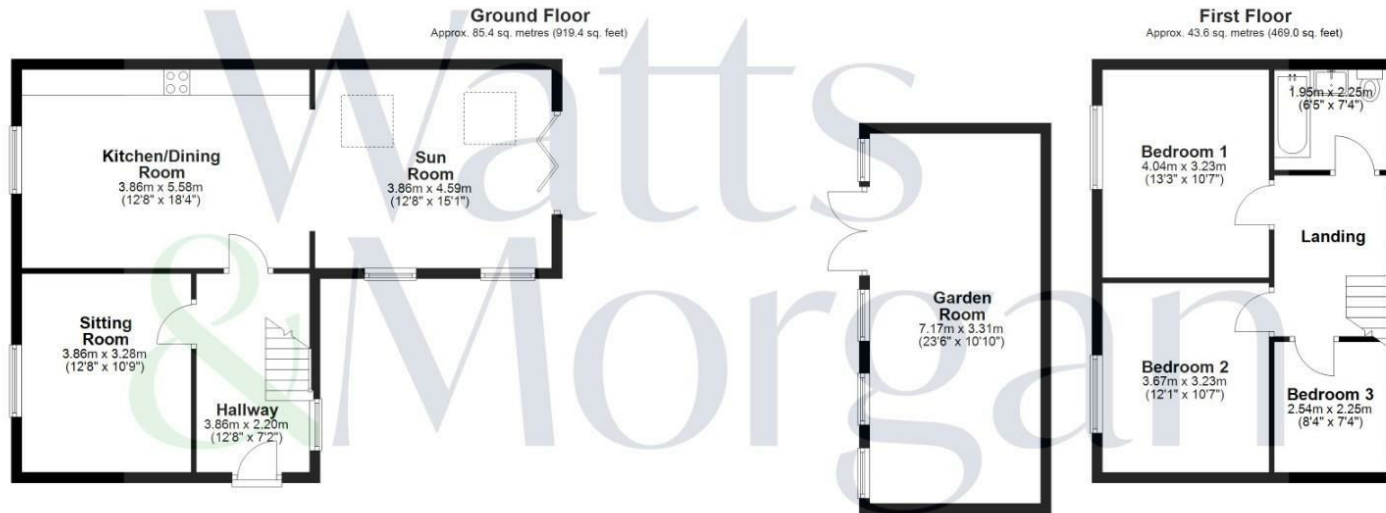 Ground Floor
Approx. 85.4 sq. metres (919.4 sq. feet)
Kitchen/Dining
Room
3.86m x 5.58m
(12'8" x 18'4")
Sun
Room
3.86m x 4.59m
(12'8" x 15'1")
Sitting
Room
3.86m x 3.28m
(12'8" x 10'9")
Hallway
3.86m x 2.20m
(12'8" x 7'2")
Garden
Room
7.17m x 3.31m
(23'6" x 10'10")
First Floor
Approx. 43.6 sq. metres (469.0 sq. feet)
1.95m x 2.25m
(6'5" x 7'4")
Bedroom 1
4.04m x 3.23m
(13'3" x 10'7")
Landing
Bedroom 2
3.67m x 3.23m
(12'1" x 10'7")
Bedroom 3
2.54m x 2.25m
(8'4" x 7'4")
Watts
& Morgan